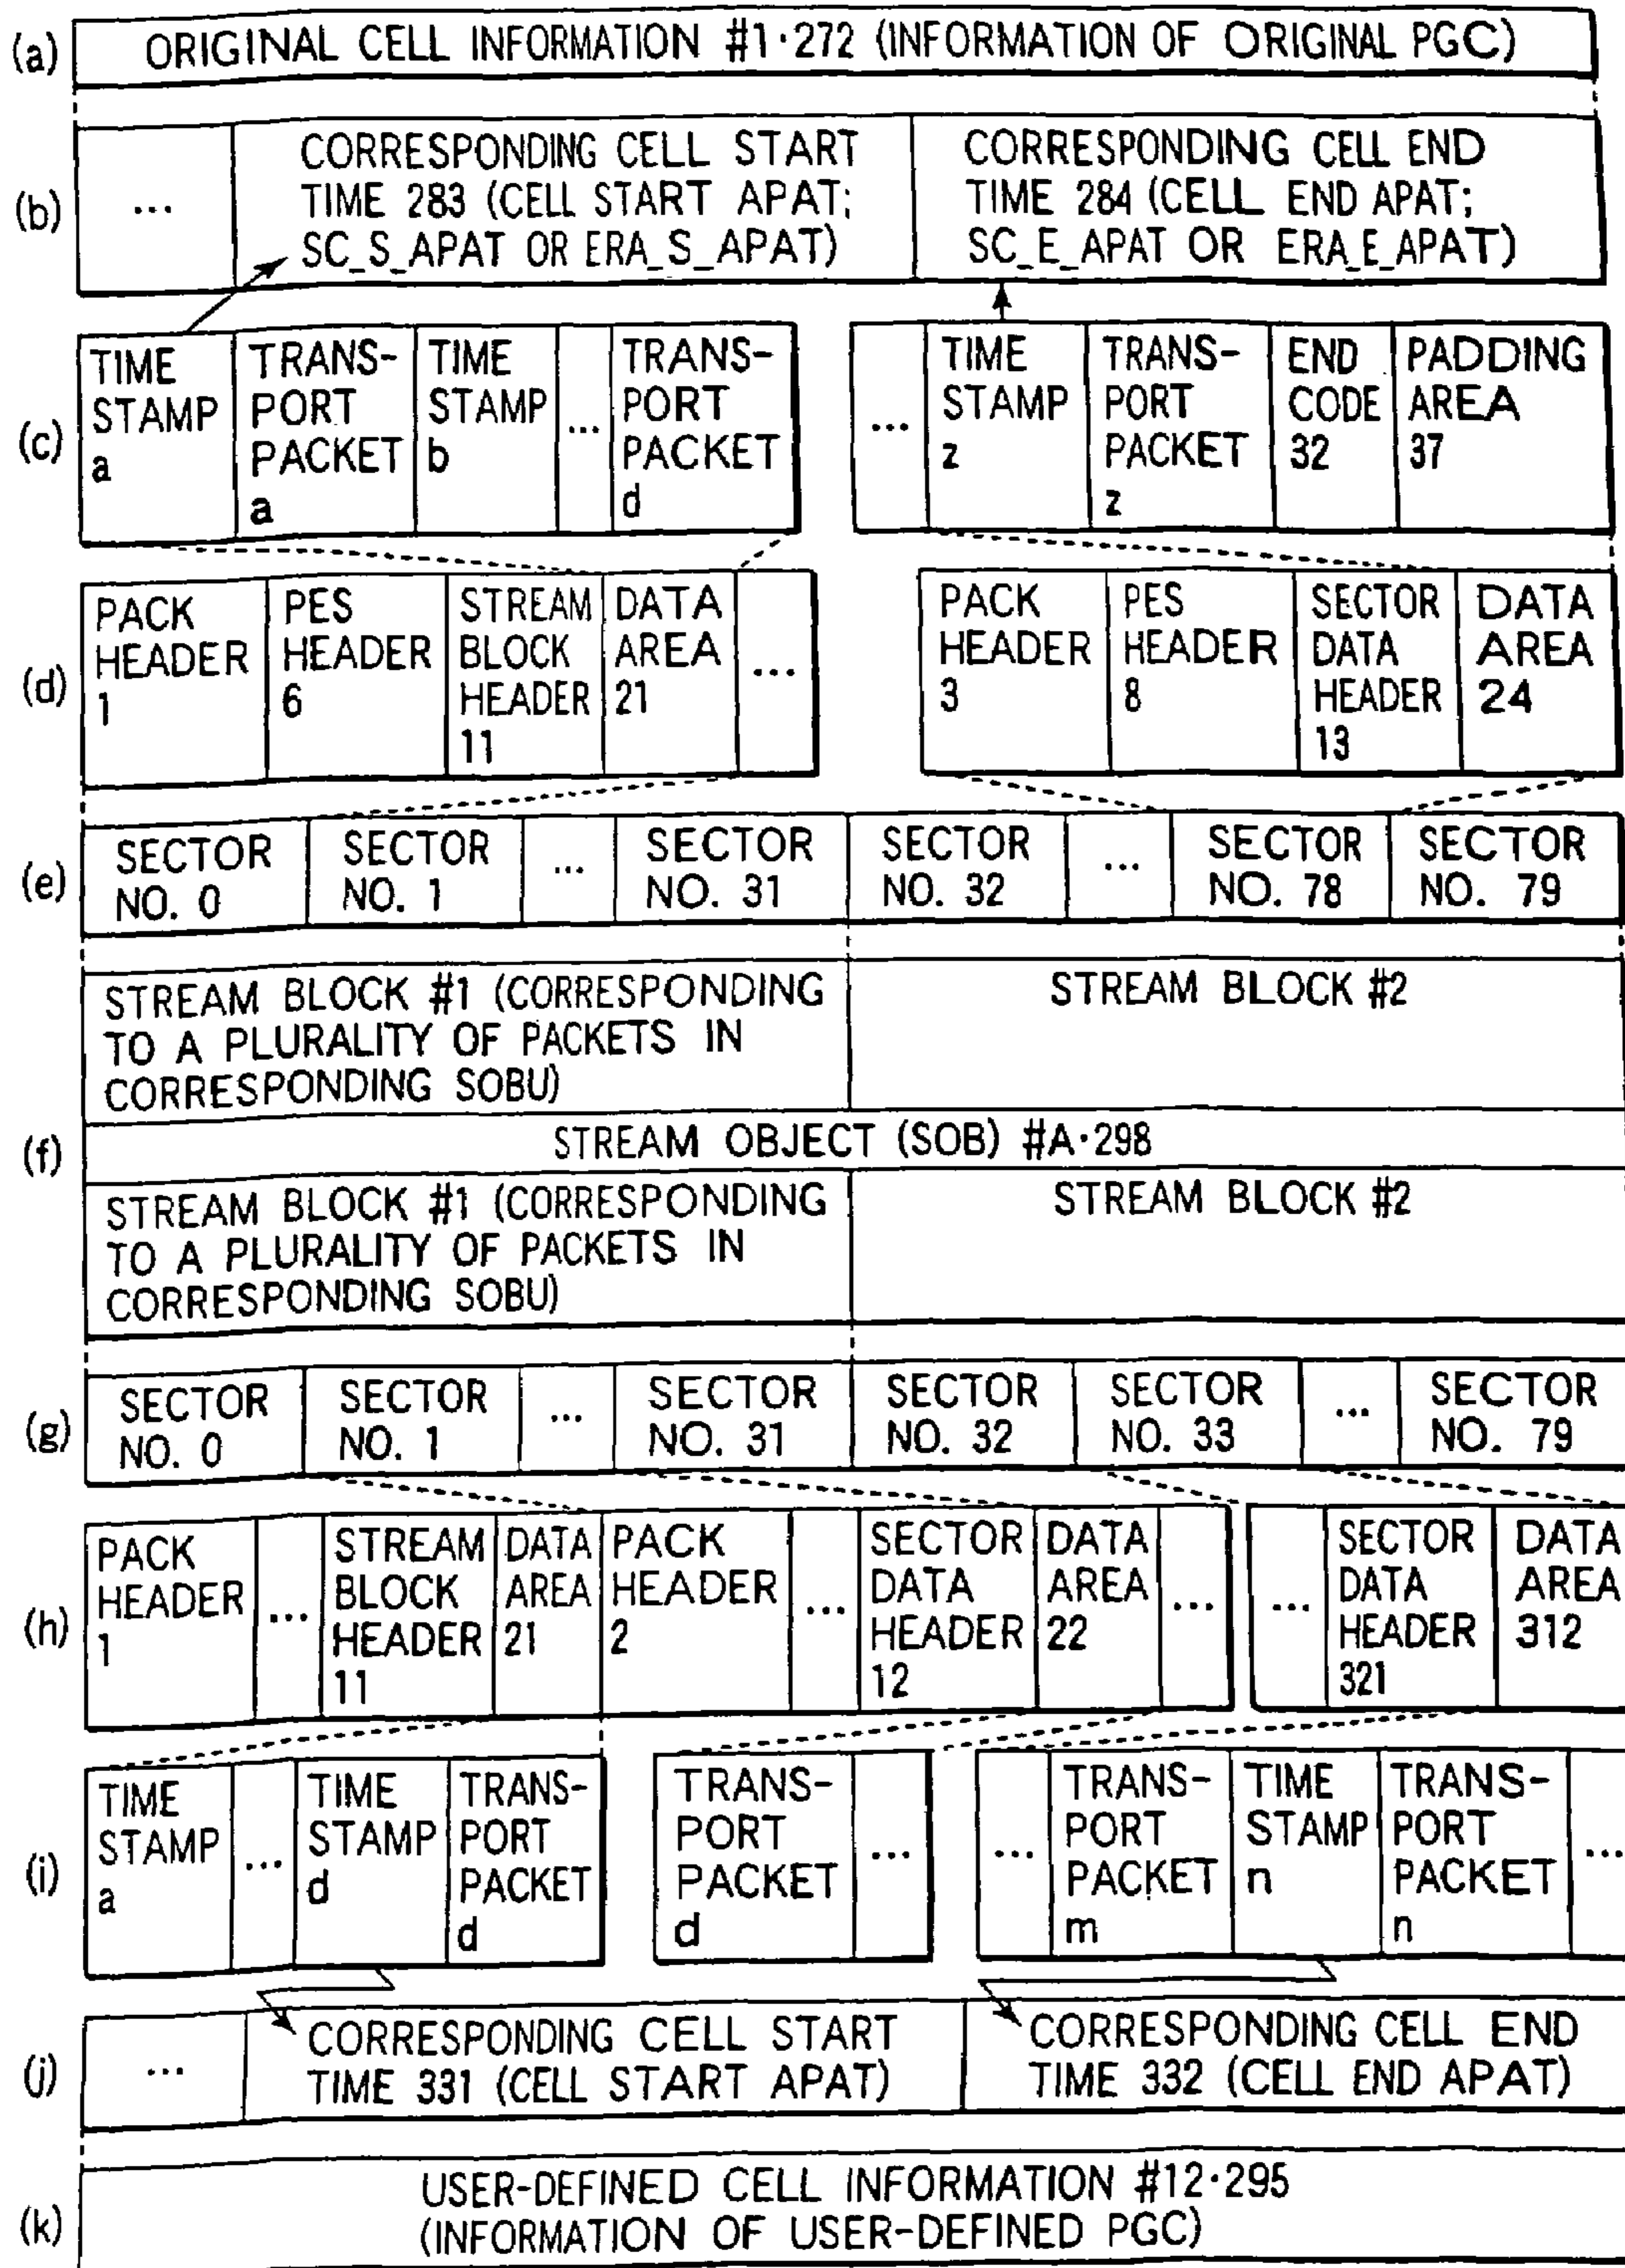 (a) ORIGINAL CELL INFORMATION #1·272 (INFORMATION OF ORIGINAL PGC)
(b)
...
CORRESPONDING CELL START
TIME 283 (CELL START APAT;
SC_S_APAT OR ERA_S_APAT)
CORRESPONDING CELL END
TIME 284 (CELL END APAT;
SC_E_APAT OR ERA_E_APAT)
(c)
TIME
STAMP
a
TRANS-
PORT
PACKET
a
TIME
STAMP
b
...
TRANS-
PORT
PACKET
d
...
TIME
STAMP
z
TRANS-
PORT
PACKET
z
END
CODE
32
PADDING
AREA
37
(d)
PACK
HEADER
1
PES
HEADER
6
STREAM
BLOCK
HEADER
11
DATA
AREA
21
...
PACK
HEADER
3
PES
HEADER
8
SECTOR
DATA
HEADER
13
DATA
AREA
24
(e)
SECTOR
NO. 0
SECTOR
NO. 1
...
SECTOR
NO. 31
SECTOR
NO. 32
...
SECTOR
NO. 78
SECTOR
NO. 79
(f)
STREAM BLOCK #1 (CORRESPONDING
TO A PLURALITY OF PACKETS IN
CORRESPONDING SOBU)
STREAM BLOCK #2
STREAM OBJECT (SOB) #A·298
STREAM BLOCK #1 (CORRESPONDING
TO A PLURALITY OF PACKETS IN
CORRESPONDING SOBU)
STREAM BLOCK #2
(g)
SECTOR
NO. 0
SECTOR
NO. 1
...
SECTOR
NO. 31
SECTOR
NO. 32
SECTOR
NO. 33
...
SECTOR
NO. 79
(h)
PACK
HEADER
1
...
STREAM
BLOCK
HEADER
11
DATA
AREA
21
PACK
HEADER
2
...
SECTOR
DATA
HEADER
12
DATA
AREA
22
...
...
SECTOR
DATA
HEADER
321
DATA
AREA
312
(i)
TIME
STAMP
a
...
TIME
STAMP
d
TRANS-
PORT
PACKET
d
TRANS-
PORT
PACKET
d
...
...
TRANS-
PORT
PACKET
m
TIME
STAMP
n
TRANS-
PORT
PACKET
n
...
(j)
...
CORRESPONDING CELL START
TIME 331 (CELL START APAT)
CORRESPONDING CELL END
TIME 332 (CELL END APAT)
(k)
USER-DEFINED CELL INFORMATION #12·295
(INFORMATION OF USER-DEFINED PGC)